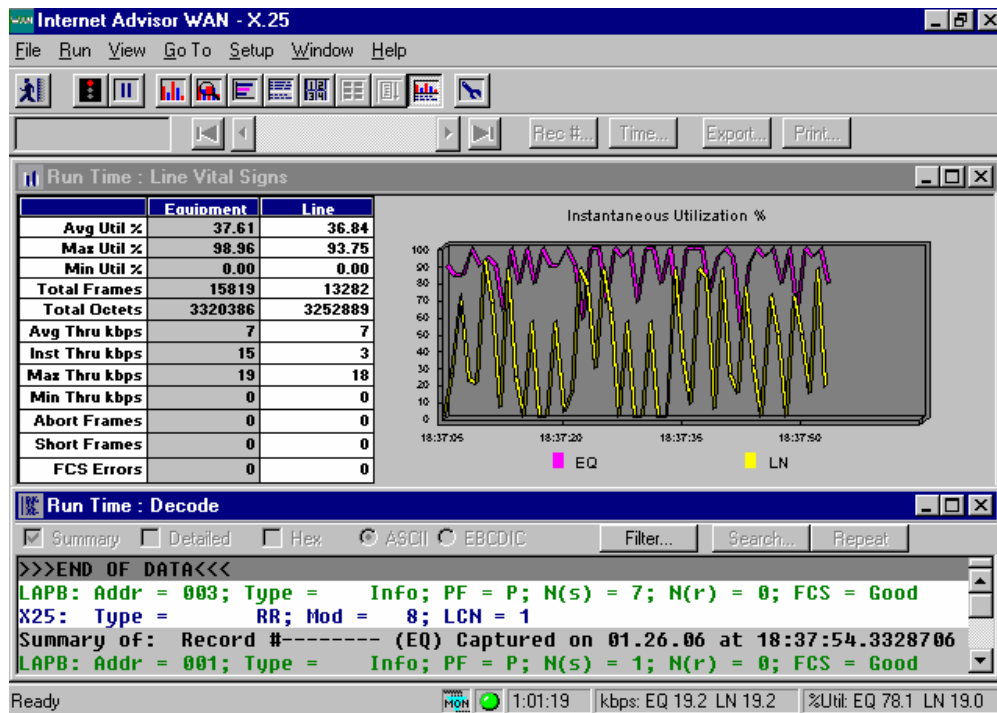 WAN Internet Advisor WAN - X.25
File Run View Go To Setup Window Help
Rec #... Time... Export... Print...
Run Time : Line Vital Signs
Equipment Line
Avg Util % 37.61 36.84
Max Util % 98.96 93.75
Min Util % 0.00 0.00
Total Frames 15819 13282
Total Octets 3320386 3252889
Avg Thru kbps 7 7
Inst Thru kbps 15 3
Max Thru kbps 19 18
Min Thru kbps 0 0
Abort Frames 0 0
Short Frames 0 0
FCS Errors 0 0
Instantaneous Utilization %
100
90
80
70
60
50
40
30
20
10
0
18:37:05 18:37:20 18:37:35 18:37:50
EQ LN
Run Time : Decode
Summary Detailed Hex ASCII EBCDIC Filter... Search... Repeat
>>>END OF DATA<<<
LAPB: Addr = 003; Type = Info; PF = P; N(s) = 7; N(r) = 0; FCS = Good
X25: Type = RR; Mod = 8; LCN = 1
Summary of: Record #-------- (EQ) Captured on 01.26.06 at 18:37:54.3328706
LAPB: Addr = 001; Type = Info; PF = P; N(s) = 1; N(r) = 0; FCS = Good
Ready MON 1:01:19 kbps: EQ 19.2 LN 19.2 %Util: EQ 78.1 LN 19.0